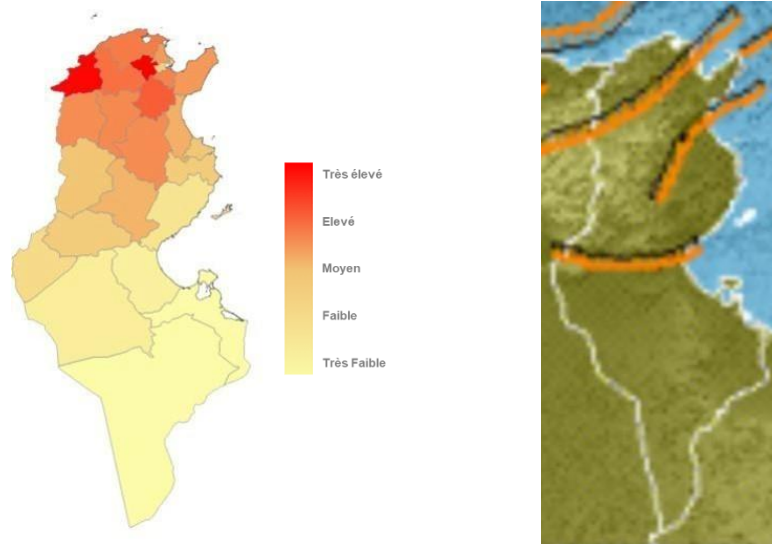 Très élevé
Elevé
Moyen
Faible
Très Faible